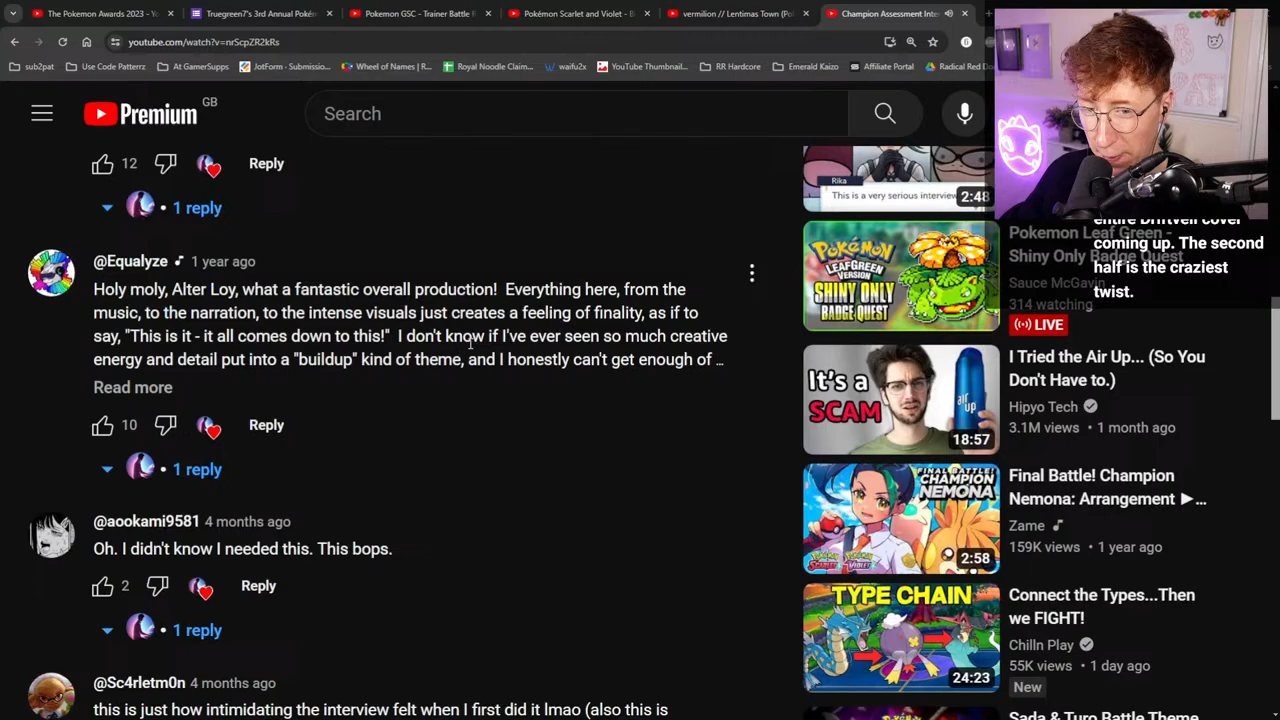 The Pokemon Awards 2023 - Y
Truegreen7's 3rd Annual Pokém
Pokemon GSC - Trainer Battle R
Pokémon Scarlet and Violet - B
vermilion // Lentimas Town (Po
Champion Assessment Inte
youtube.com/watch?v=nrScpZR2kRs
sub2pat
Use Code Patterrz
At GamerSupps
JotForm - Submissio...
Wheel of Names | R...
Royal Noodle Claim...
waifu2x
YouTube Thumbnail...
RR Hardcore
Emerald Kaizo
Affiliate Portal
Radical Red Do
Premium GB
Search
12
Reply
1 reply
@Equalyze 1 year ago
Holy moly, Alter Loy, what a fantastic overall production! Everything here, from the
music, to the narration, to the intense visuals just creates a feeling of finality, as if to
say, "This is it - it all comes down to this!" I don't know if I've ever seen so much creative
energy and detail put into a "buildup" kind of theme, and I honestly can't get enough of ...
Read more
10
Reply
1 reply
@aookami9581 4 months ago
Oh. I didn't know I needed this. This bops.
2
Reply
1 reply
@Sc4rletm0n 4 months ago
this is just how intimidating the interview felt when I first did it lmao (also this is
Rika
This is a very serious interview
2:48
entire Driftveil cover
coming up. The second
half is the craziest
twist.
POKéMON
LEAFGREEN
VERSION
SHINY ONLY
BADGE QUEST
Pokemon Leaf Green -
Shiny Only Badge Quest
Sauce McGavin
314 watching
LIVE
It's a
SCAM
air up
18:57
I Tried the Air Up... (So You
Don't Have to.)
Hipyo Tech
3.1M views • 1 month ago
FINAL BATTLE!
CHAMPION
NEMONA
2:58
Final Battle! Champion
Nemona: Arrangement ▶...
Zame
159K views • 1 year ago
TYPE CHAIN
24:23
Connect the Types...Then
we FIGHT!
Chilln Play
55K views • 1 day ago
New
Sada & Turo Battle Theme